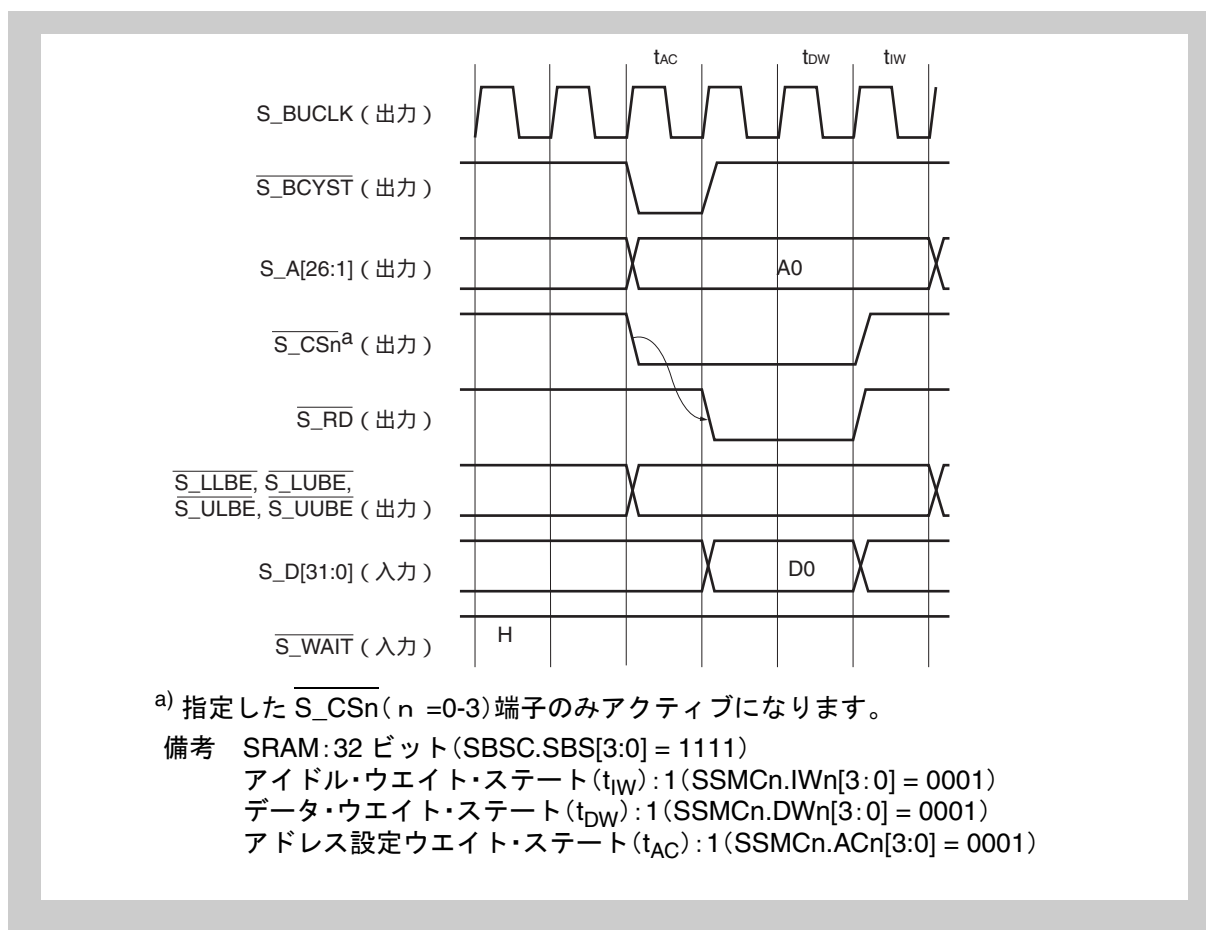 tAC tDW tIW
S_BUCLK（出力）
S_BCYST（出力）
S_A[26:1]（出力） A0
S_CSna（出力）
S_RD（出力）
S_LLBE, S_LUBE,
S_ULBE, S_UUBE（出力）
S_D[31:0]（入力） D0
S_WAIT（入力） H
a) 指定した S_CSn(ｎ =0-3)端子のみアクティブになります。
備考 SRAM：32 ビット(SBSC.SBS[3:0] = 1111)
アイドル・ウエイト・ステート(tIW)：1(SSMCn.IWn[3：0] = 0001)
データ・ウエイト・ステート(tDW)：1(SSMCn.DWn[3：0] = 0001)
アドレス設定ウエイト・ステート(tAC)：1(SSMCn.ACn[3:0] = 0001)